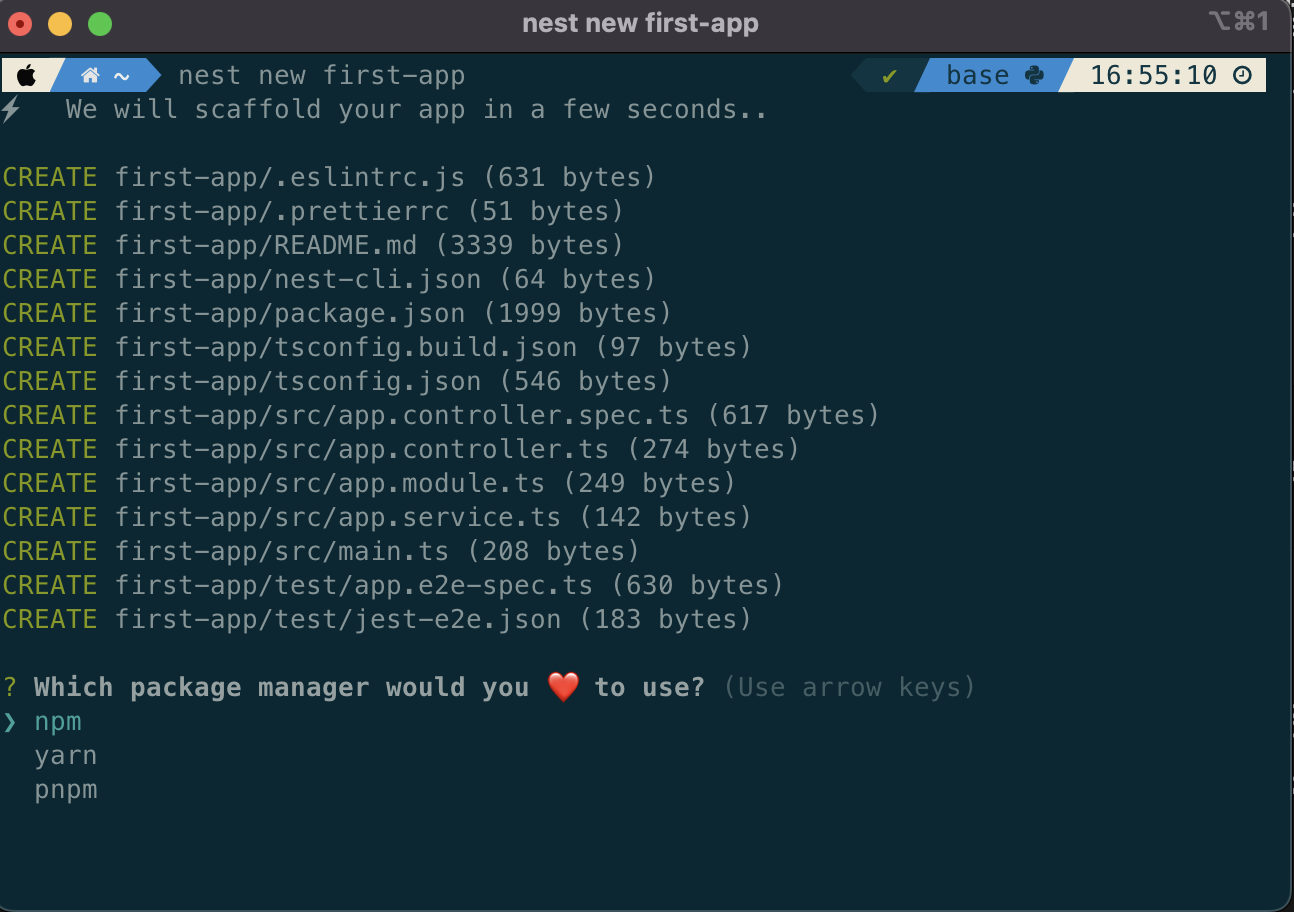 nest new first-app
⌥⌘1
~ nest new first-app ✔ base 16:55:10
We will scaffold your app in a few seconds..
CREATE first-app/.eslintrc.js (631 bytes)
CREATE first-app/.prettierrc (51 bytes)
CREATE first-app/README.md (3339 bytes)
CREATE first-app/nest-cli.json (64 bytes)
CREATE first-app/package.json (1999 bytes)
CREATE first-app/tsconfig.build.json (97 bytes)
CREATE first-app/tsconfig.json (546 bytes)
CREATE first-app/src/app.controller.spec.ts (617 bytes)
CREATE first-app/src/app.controller.ts (274 bytes)
CREATE first-app/src/app.module.ts (249 bytes)
CREATE first-app/src/app.service.ts (142 bytes)
CREATE first-app/src/main.ts (208 bytes)
CREATE first-app/test/app.e2e-spec.ts (630 bytes)
CREATE first-app/test/jest-e2e.json (183 bytes)
? Which package manager would you ❤️ to use? (Use arrow keys)
❯ npm
yarn
pnpm